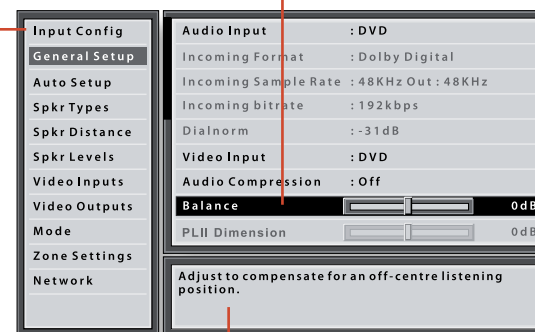 Input Config
General Setup
Auto Setup
Spkr Types
Spkr Distance
Spkr Levels
Video Inputs
Video Outputs
Mode
Zone Settings
Network
Audio Input : DVD
Incoming Format : Dolby Digital
Incoming Sample Rate : 48KHz Out : 48KHz
Incoming bitrate : 192kbps
Dialnorm : -31dB
Video Input : DVD
Audio Compression : Off
Balance 0dB
PLII Dimension 0dB
Adjust to compensate for an off-centre listening
position.